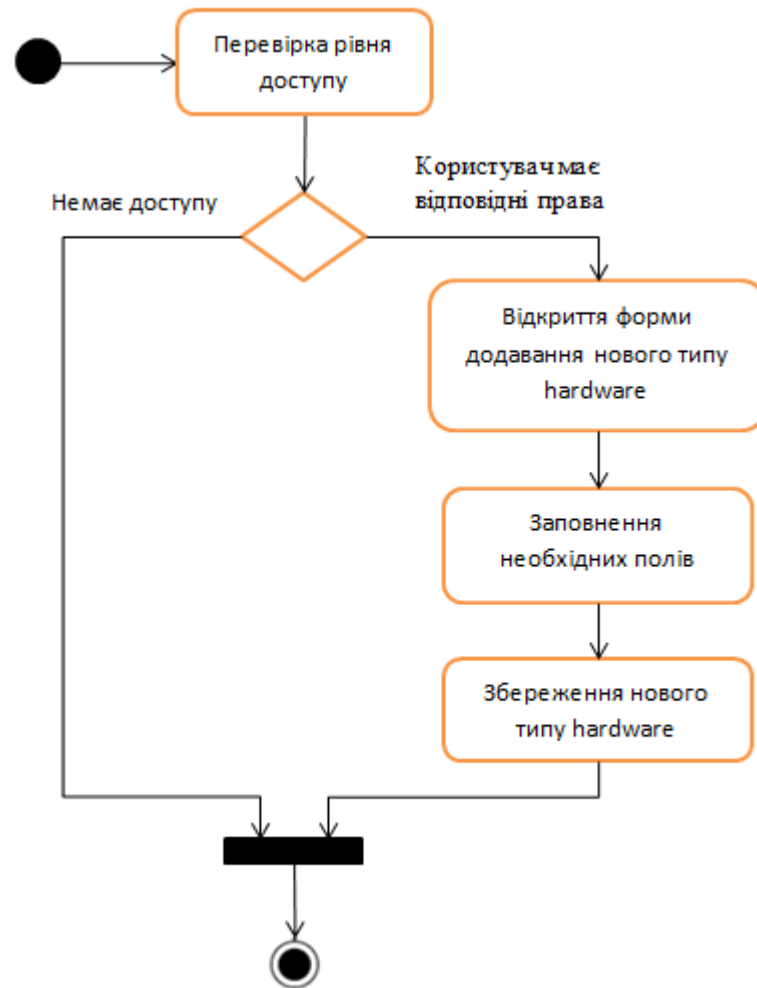 Перевірка рівня
доступу
Немає доступу
Користувач має
відповідні права
Відкриття форми
додавання нового типу
hardware
Заповнення
необхідних полів
Збереження нового
типу hardware